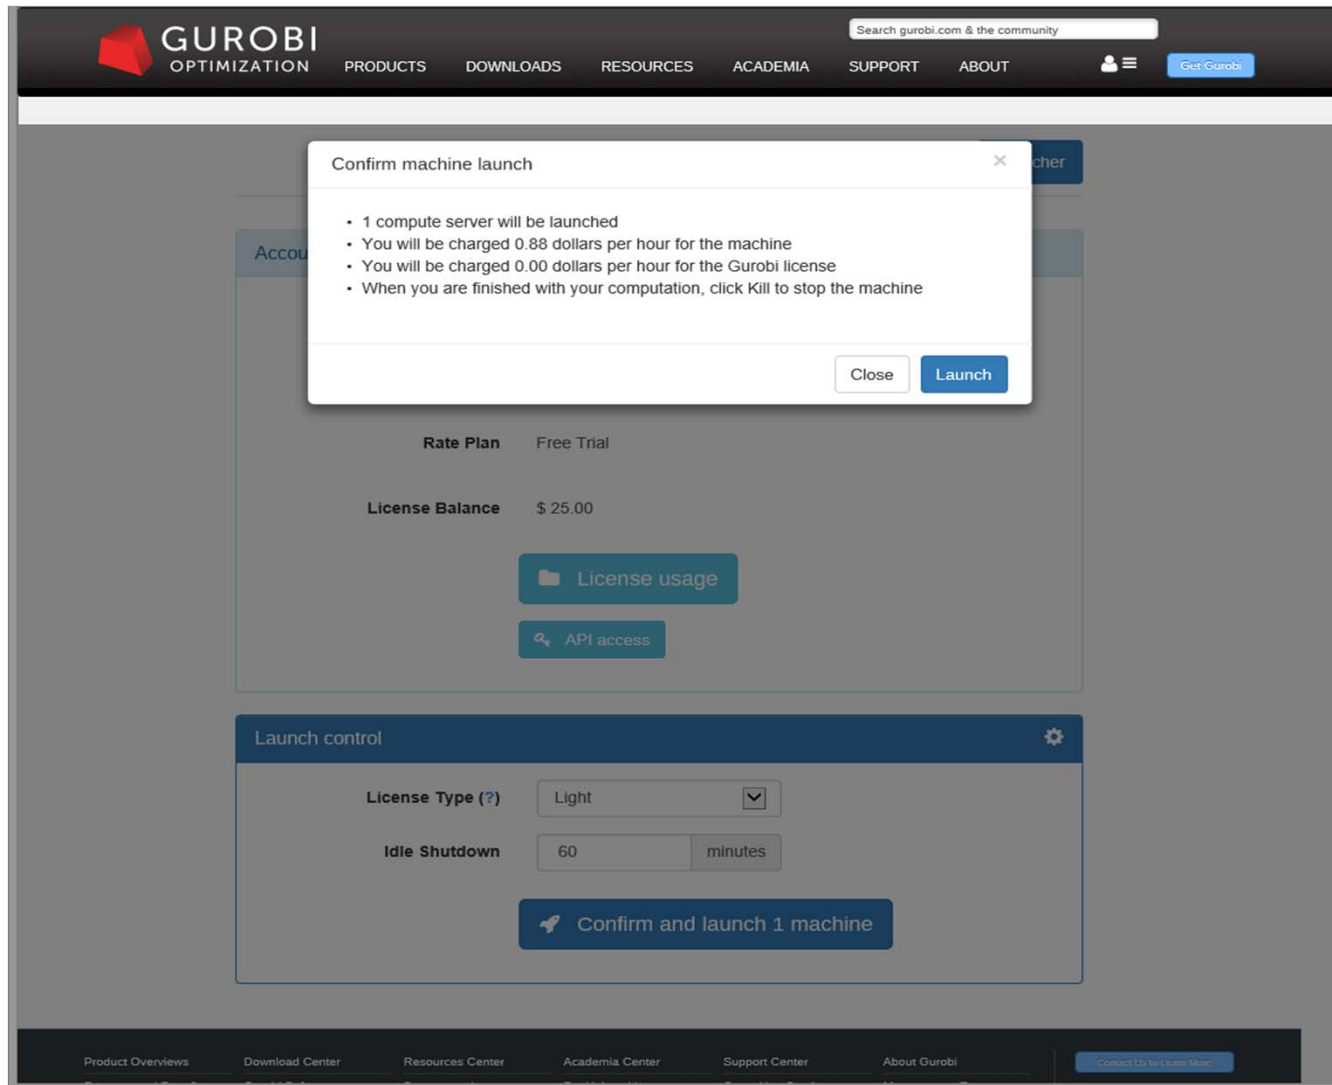 GUROBI
OPTIMIZATION
Search gurobi.com & the community
PRODUCTS DOWNLOADS RESOURCES ACADEMIA SUPPORT ABOUT Get Gurobi
Confirm machine launch ×
cher
• 1 compute server will be launched
• You will be charged 0.88 dollars per hour for the machine
• You will be charged 0.00 dollars per hour for the Gurobi license
• When you are finished with your computation, click Kill to stop the machine
Accou
Close Launch
Rate Plan Free Trial
License Balance $ 25.00
License usage
API access
Launch control
License Type (?) Light
Idle Shutdown 60 minutes
Confirm and launch 1 machine
Product Overviews Download Center Resources Center Academia Center Support Center About Gurobi Contact Us to Learn More